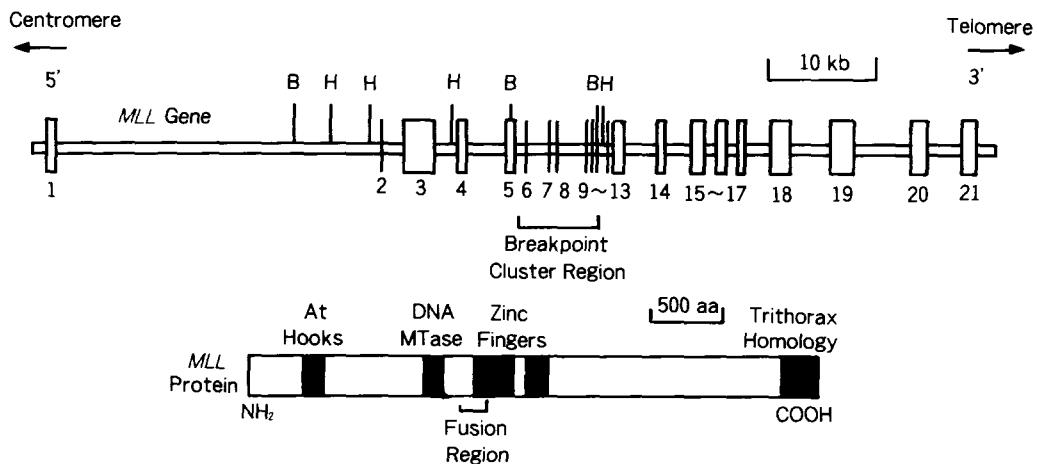 Centromere
Telomere
5'
10 kb
3'
B H H H B BH
MLL Gene
1 2 3 4 5 6 7 8 9~13 14 15~17 18 19 20 21
Breakpoint
Cluster Region
500 aa
At
Hooks
DNA
MTase
Zinc
Fingers
Trithorax
Homology
MLL
Protein
NH₂
COOH
Fusion
Region